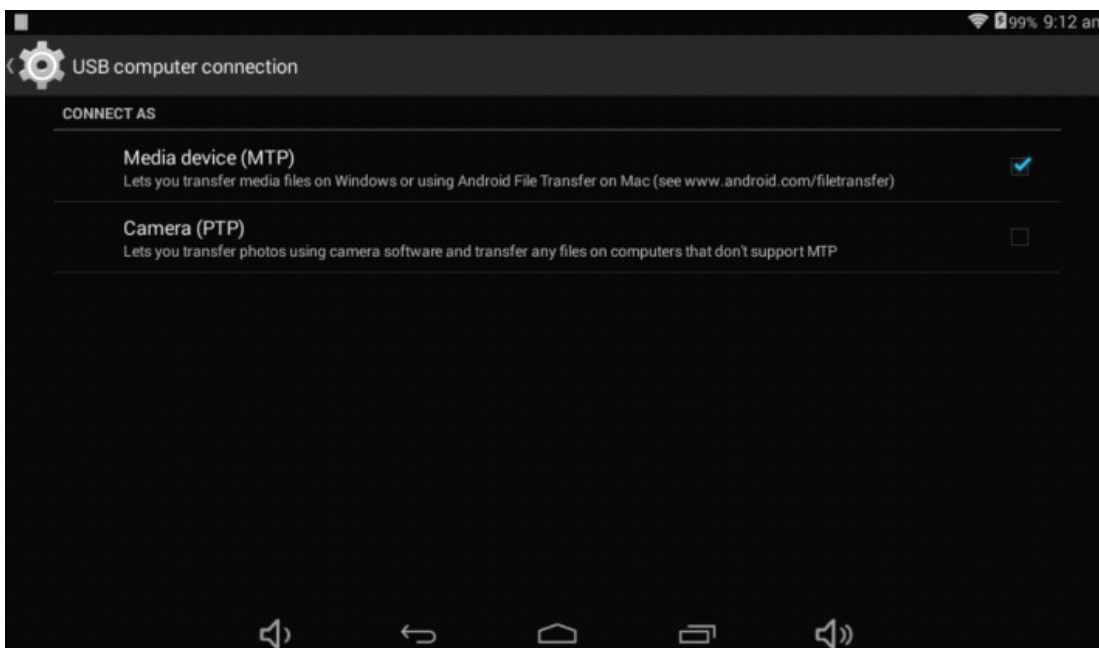 99% 9:12 am
USB computer connection
CONNECT AS
Media device (MTP)
Lets you transfer media files on Windows or using Android File Transfer on Mac (see www.android.com/filetransfer)
Camera (PTP)
Lets you transfer photos using camera software and transfer any files on computers that don't support MTP